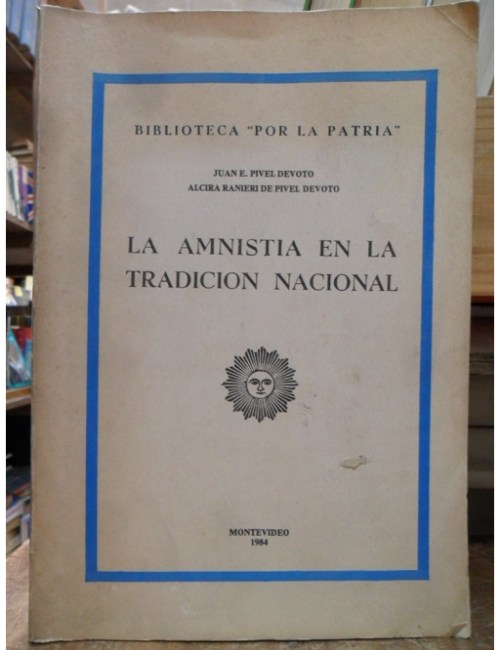 BIBLIOTECA "POR LA PATRIA"
JUAN E. PIVEL DEVOTO
ALCIRA RANIERI DE PIVEL DEVOTO
LA AMNISTIA EN LA
TRADICION NACIONAL
MONTEVIDEO
1984